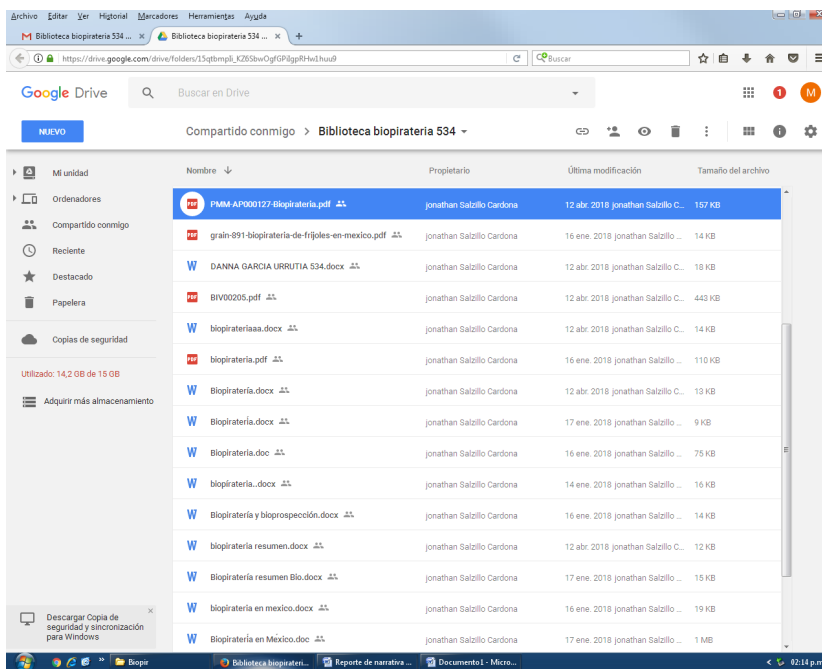 Archivo Editar Ver Historial Marcadores Herramientas Ayuda
Biblioteca biopirateria 534 ... × Biblioteca biopirateria 534 ... × +
https://drive.google.com/drive/folders/15qtbmpli_KZ6SbwOgfGPilgpRHw1huu9 Buscar
Google Drive Buscar en Drive 1 M
NUEVO Compartido conmigo > Biblioteca biopirateria 534
Mi unidad
Ordenadores
Compartido conmigo
Reciente
Destacado
Papelera
Copias de seguridad
Utilizado: 14,2 GB de 15 GB
Adquirir más almacenamiento
Nombre Propietario Última modificación Tamaño del archivo
PDF PMM-AP000127-Biopirateria.pdf jonathan Salzillo Cardona 12 abr. 2018 jonathan Salzillo C... 157 KB
PDF grain-891-biopirateria-de-frijoles-en-mexico.pdf jonathan Salzillo Cardona 16 ene. 2018 jonathan Salzillo ... 14 KB
W DANNA GARCIA URRUTIA 534.docx jonathan Salzillo Cardona 12 abr. 2018 jonathan Salzillo C... 18 KB
PDF BIV00205.pdf jonathan Salzillo Cardona 12 abr. 2018 jonathan Salzillo C... 443 KB
W biopirateriaaa.docx jonathan Salzillo Cardona 12 abr. 2018 jonathan Salzillo C... 14 KB
PDF biopirateria.pdf jonathan Salzillo Cardona 16 ene. 2018 jonathan Salzillo ... 110 KB
W Biopiratería.docx jonathan Salzillo Cardona 12 abr. 2018 jonathan Salzillo C... 13 KB
W Biopiratería.docx jonathan Salzillo Cardona 17 ene. 2018 jonathan Salzillo ... 9 KB
W Biopirateria.doc jonathan Salzillo Cardona 16 ene. 2018 jonathan Salzillo ... 75 KB
W biopirateria..docx jonathan Salzillo Cardona 14 ene. 2018 jonathan Salzillo ... 16 KB
W Biopiratería y bioprospección.docx jonathan Salzillo Cardona 16 ene. 2018 jonathan Salzillo ... 14 KB
W biopirateria resumen.docx jonathan Salzillo Cardona 12 abr. 2018 jonathan Salzillo C... 12 KB
W Biopiratería resumen Bio.docx jonathan Salzillo Cardona 17 ene. 2018 jonathan Salzillo ... 15 KB
W biopirateria en mexico.docx jonathan Salzillo Cardona 16 ene. 2018 jonathan Salzillo ... 19 KB
W Biopirateria en México.doc jonathan Salzillo Cardona 17 ene. 2018 jonathan Salzillo ... 1 MB
Descargar Copia de
seguridad y sincronización
para Windows
Biopir Biblioteca biopirateri... Reporte de narrativa ... Documento1 - Micro... 02:14 p.m.